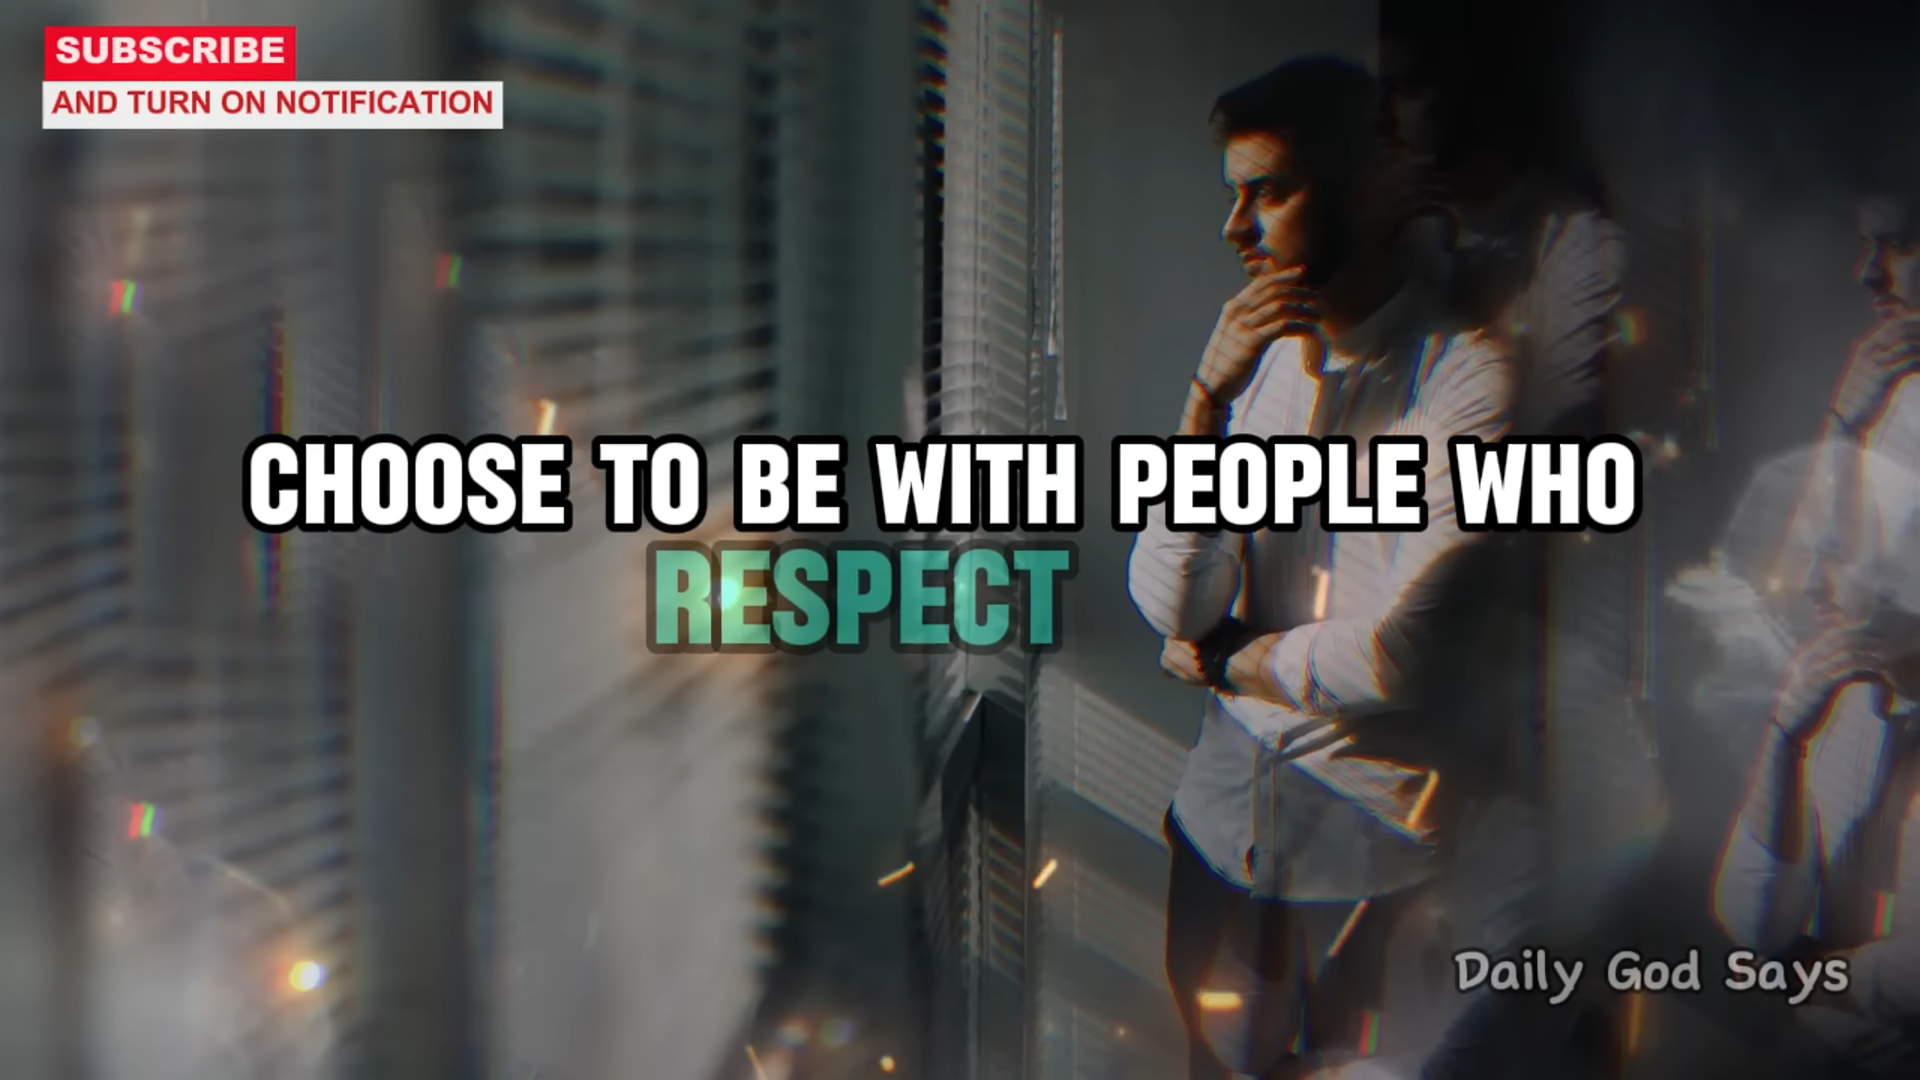 SUBSCRIBE
AND TURN ON NOTIFICATION
CHOOSE TO BE WITH PEOPLE WHO
RESPECT
Daily God Says